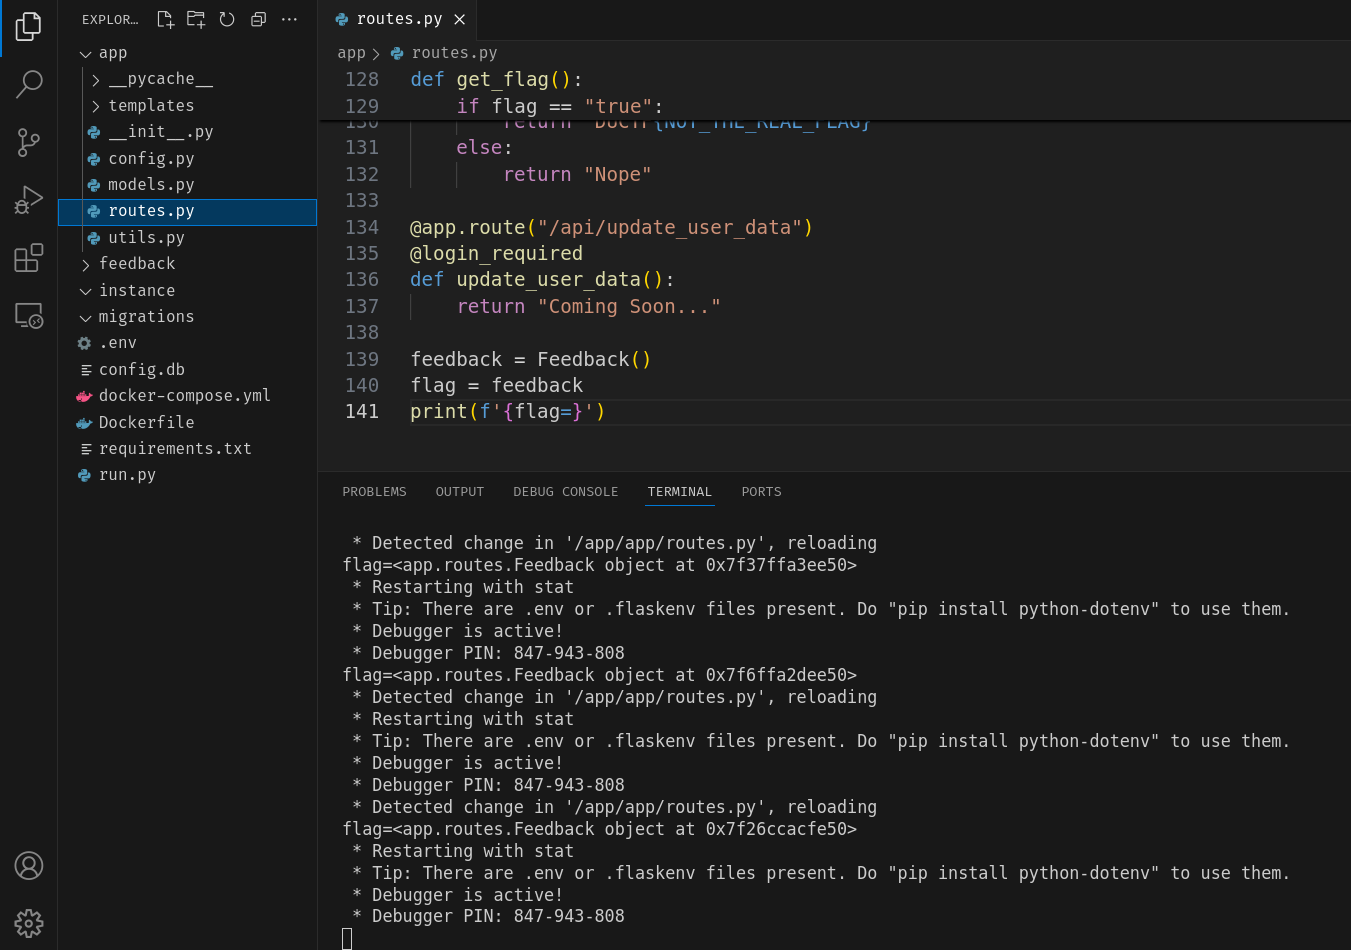 EXPLOR...
app
__pycache__
templates
__init__.py
config.py
models.py
routes.py
utils.py
feedback
instance
migrations
.env
config.db
docker-compose.yml
Dockerfile
requirements.txt
run.py
routes.py
app > routes.py
128 def get_flag():
129 if flag == "true":
130 return "DUCTF{NOT_THE_REAL_FLAG}"
131 else:
132 return "Nope"
133
134 @app.route("/api/update_user_data")
135 @login_required
136 def update_user_data():
137 return "Coming Soon..."
138
139 feedback = Feedback()
140 flag = feedback
141 print(f'{flag=}')
PROBLEMS OUTPUT DEBUG CONSOLE TERMINAL PORTS
* Detected change in '/app/app/routes.py', reloading
flag=<app.routes.Feedback object at 0x7f37ffa3ee50>
* Restarting with stat
* Tip: There are .env or .flaskenv files present. Do "pip install python-dotenv" to use them.
* Debugger is active!
* Debugger PIN: 847-943-808
flag=<app.routes.Feedback object at 0x7f6ffa2dee50>
* Detected change in '/app/app/routes.py', reloading
* Restarting with stat
* Tip: There are .env or .flaskenv files present. Do "pip install python-dotenv" to use them.
* Debugger is active!
* Debugger PIN: 847-943-808
* Detected change in '/app/app/routes.py', reloading
flag=<app.routes.Feedback object at 0x7f26ccacfe50>
* Restarting with stat
* Tip: There are .env or .flaskenv files present. Do "pip install python-dotenv" to use them.
* Debugger is active!
* Debugger PIN: 847-943-808